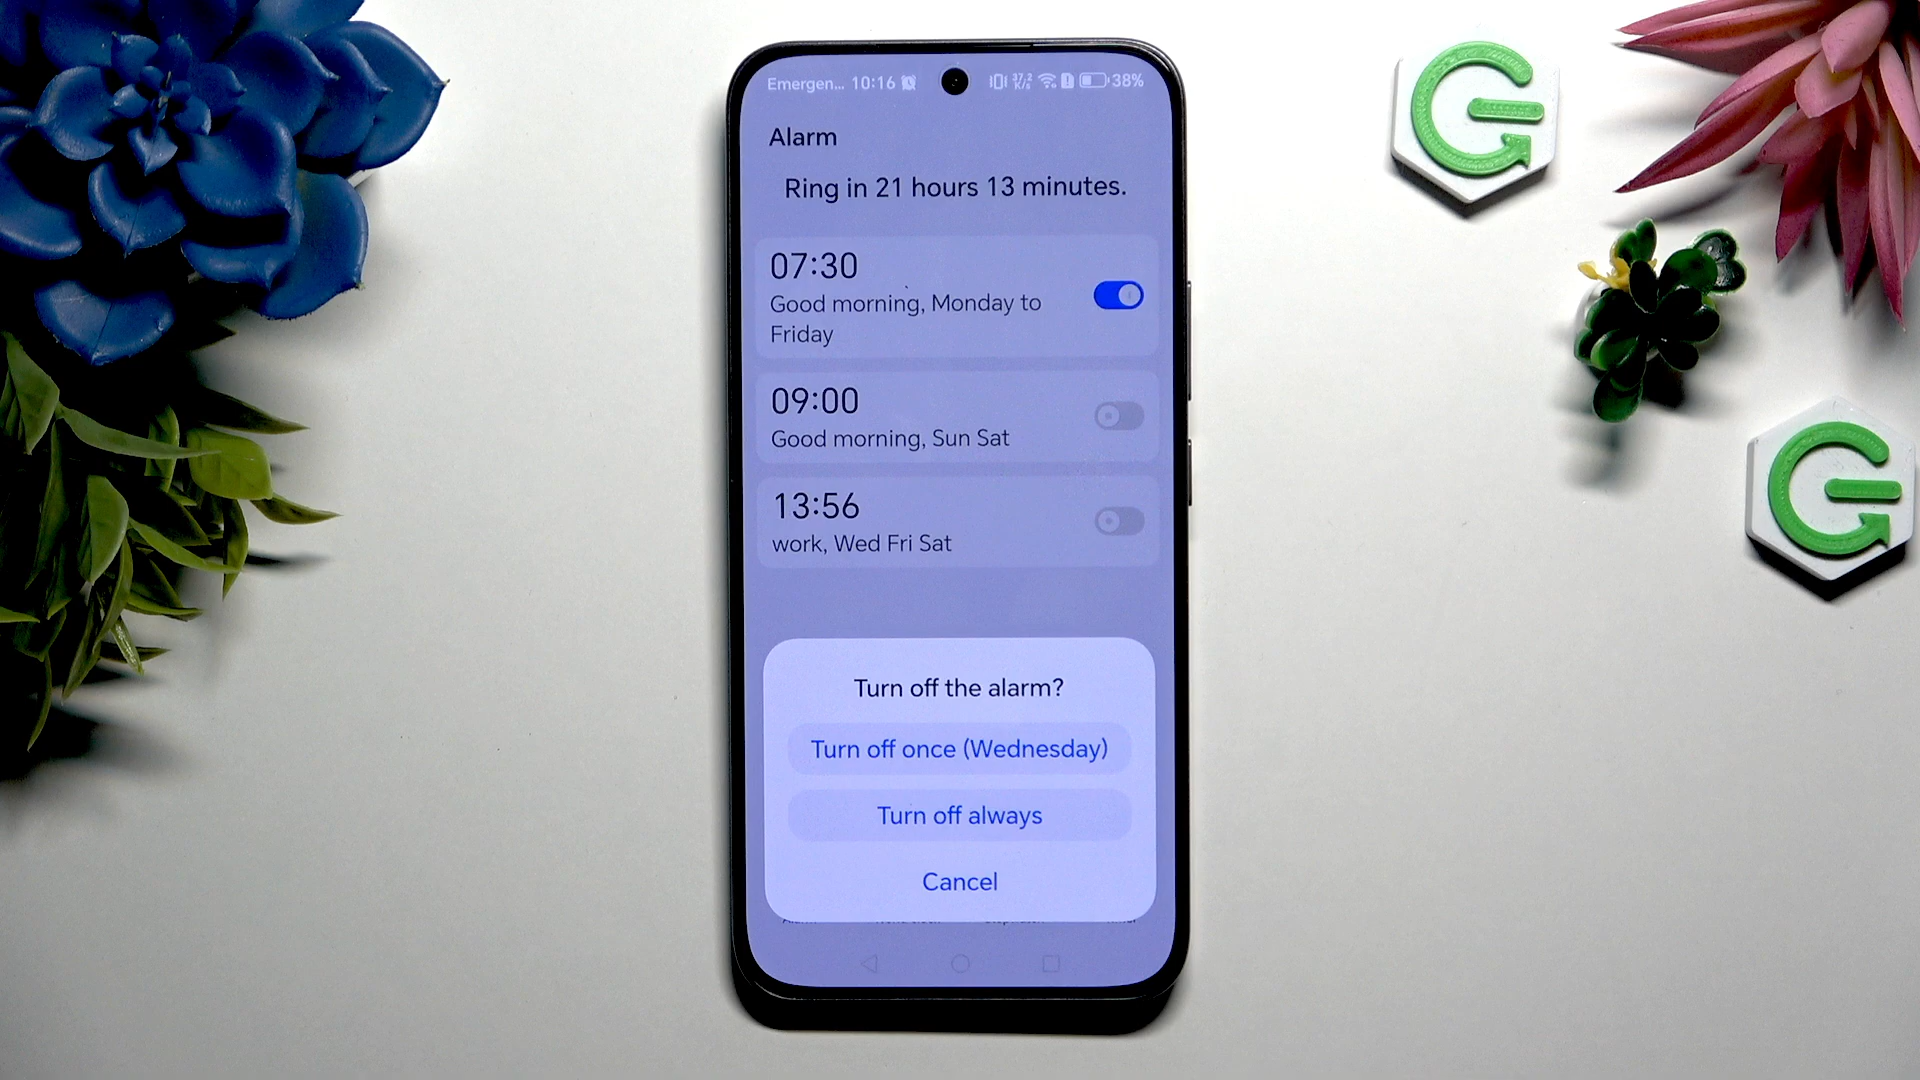 Emergen... 10:16 37,2 K/s 38%
Alarm
Ring in 21 hours 13 minutes.
07:30
Good morning, Monday to
Friday
09:00
Good morning, Sun Sat
13:56
work, Wed Fri Sat
Turn off the alarm?
Turn off once (Wednesday)
Turn off always
Cancel